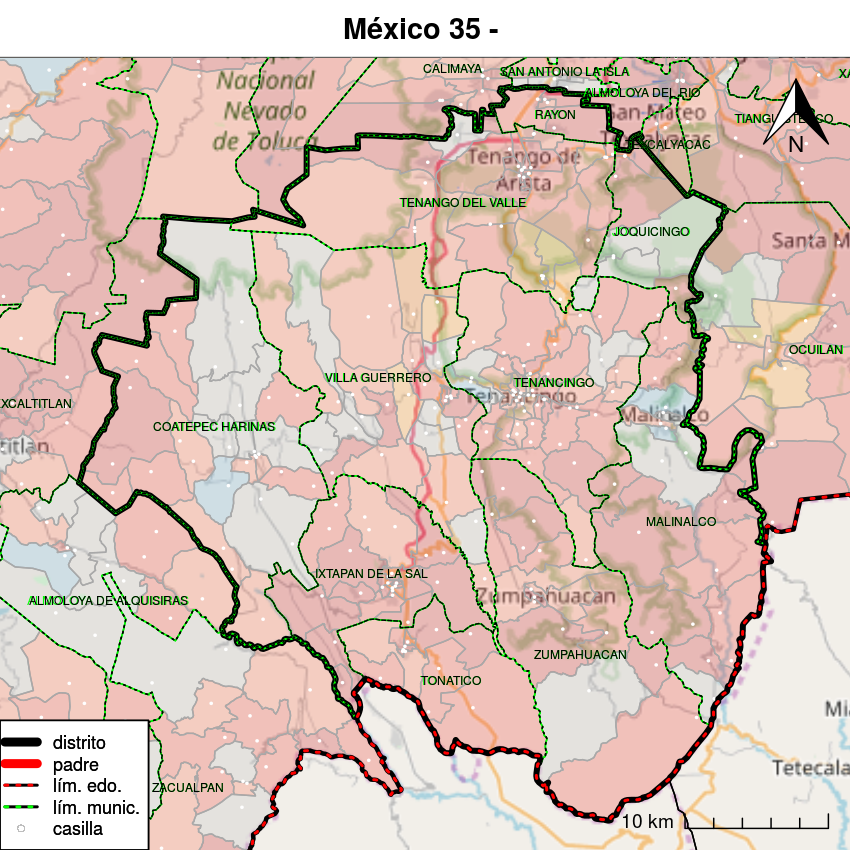 México 35 -
CALIMAYA
SAN ANTONIO LA ISLA
Nacional
Nevado
de Toluca
ALMOLOYA DEL RIO
RAYON
San Mateo
TEXCALYACAC
N
Tenango de
Arista
TENANGO DEL VALLE
JOQUICINGO
Santa M
OCUILAN
VILLA GUERRERO
TENANCINGO
Tenancingo
XCALTITLAN
Malinalco
COATEPEC HARINAS
titlan
MALINALCO
IXTAPAN DE LA SAL
Zumpahuacan
ALMOLOYA DE ALQUISIRAS
ZUMPAHUACAN
TONATICO
Mia
Tetecala
ZACUALPAN
distrito
padre
lím. edo.
lím. munic.
casilla
10 km